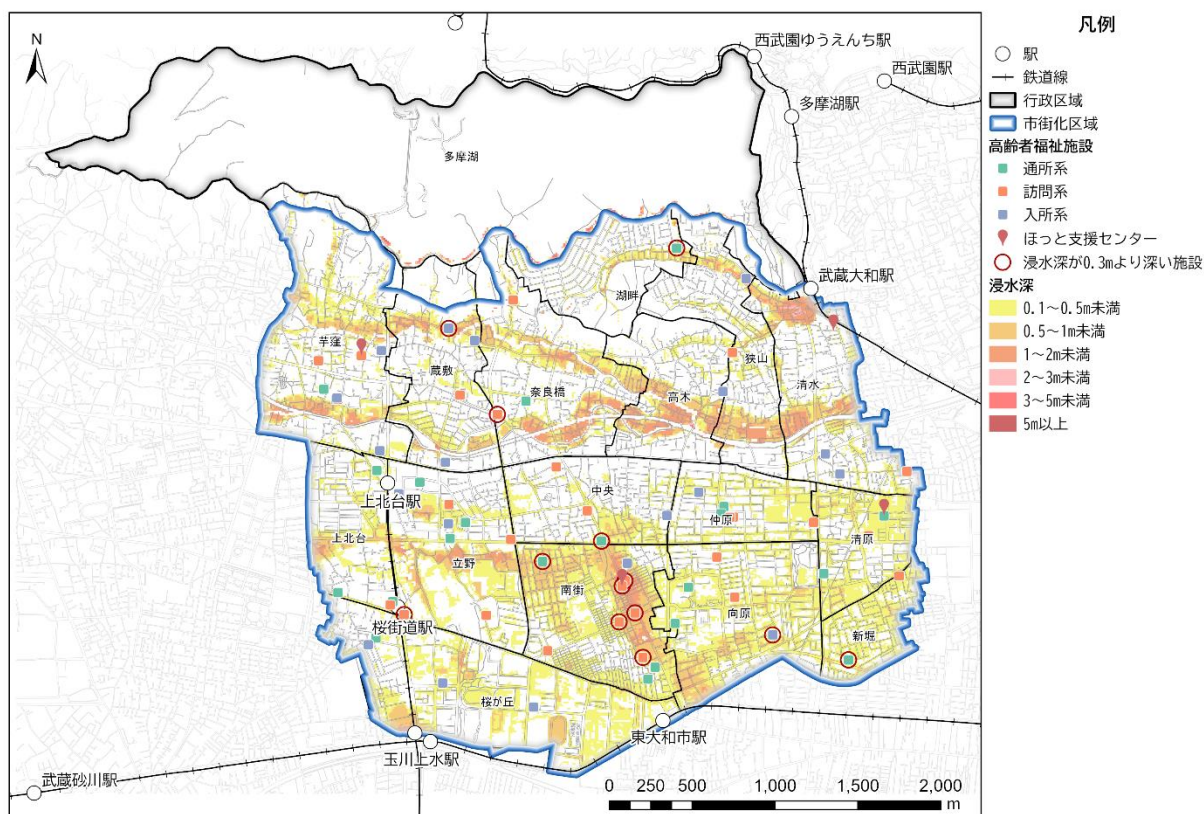 N
西武園ゆうえんち駅
西武園駅
多摩湖駅
多摩湖
武蔵大和駅
湖畔
芋窪
蔵敷
奈良橋
高木
狭山
清水
上北台駅
中央
仲原
清原
上北台
立野
南街
向原
新堀
桜街道駅
桜が丘
東大和市駅
玉川上水駅
武蔵砂川駅
0 250 500 1,000 1,500 2,000
m
凡例
駅
鉄道線
行政区域
市街化区域
高齢者福祉施設
通所系
訪問系
入所系
ほっと支援センター
浸水深が0.3mより深い施設
浸水深
0.1～0.5m未満
0.5～1m未満
1～2m未満
2～3m未満
3～5m未満
5m以上